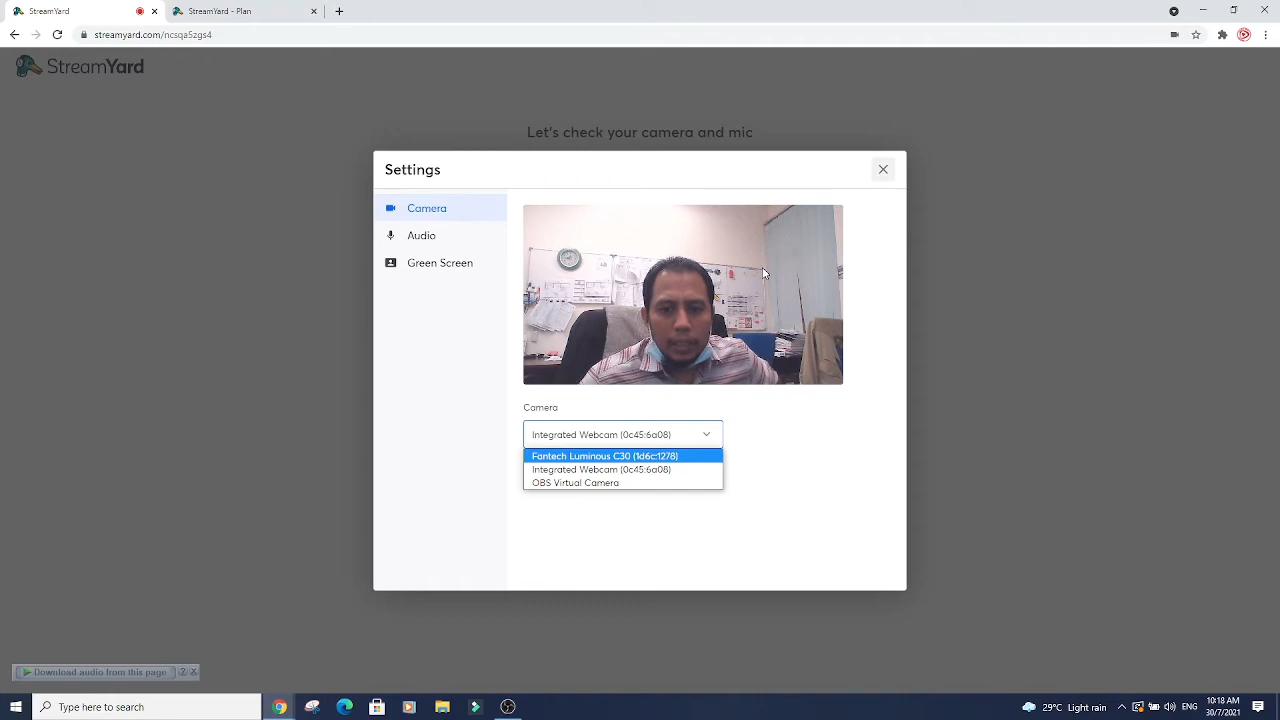 StreamYard
StreamYard - Plan
streamyard.com/ncsqa5zgs4
StreamYard
Let's check your camera and mic
Settings
Camera
Audio
Green Screen
Camera
Integrated Webcam (0c45:6a08)
Fantech Luminous C30 (1d6c:1278)
Integrated Webcam (0c45:6a08)
OBS Virtual Camera
Download audio from this page
Type here to search
29°C Light rain
ENG
10:18 AM
30/7/2021